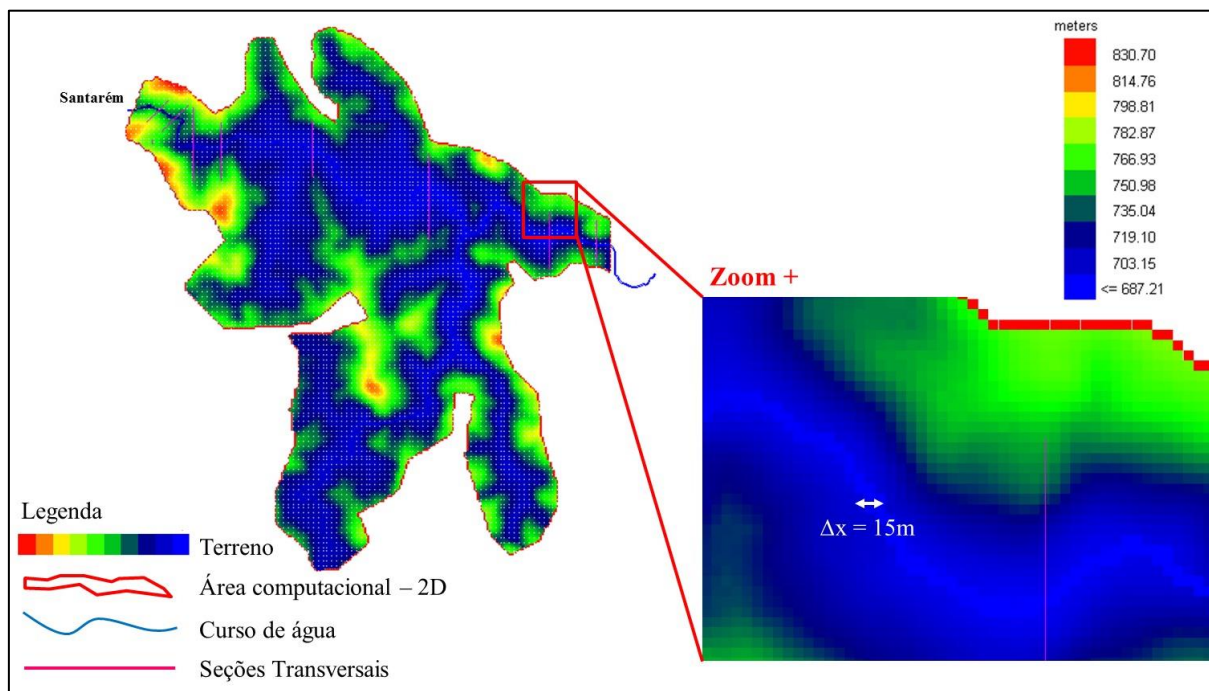 meters
830.70
814.76
798.81
782.87
766.93
750.98
735.04
719.10
703.15
<= 687.21
Santarém
Zoom +
Δx = 15m
Legenda
Terreno
Área computacional – 2D
Curso de água
Seções Transversais